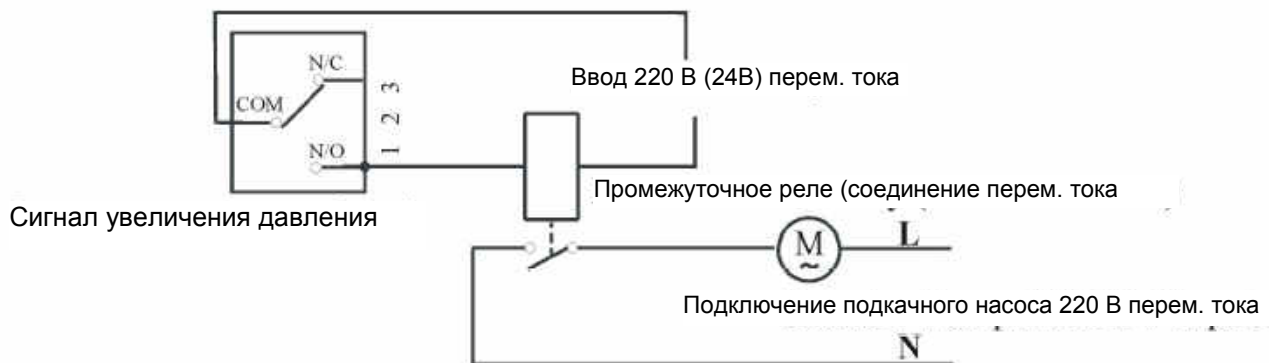 N/C
Ввод 220 В (24В) перем. тока
COM
1 2 3
N/O
Промежуточное реле (соединение перем. тока
Сигнал увеличения давления
L
M
~
Подключение подкачного насоса 220 В перем. тока
N